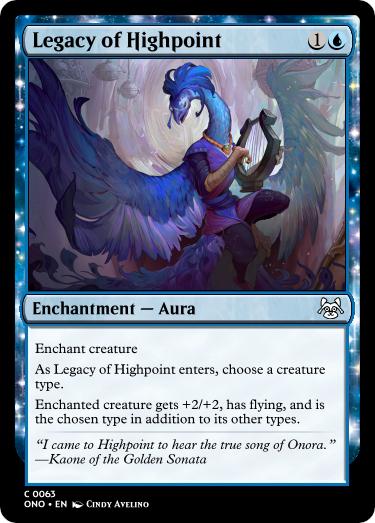 Legacy of Highpoint 1
Enchantment — Aura
Enchant creature
As Legacy of Highpoint enters, choose a creature
type.
Enchanted creature gets +2/+2, has flying, and is
the chosen type in addition to its other types.
“I came to Highpoint to hear the true song of Onora.”
—Kaone of the Golden Sonata
C 0063
ONO • EN Cindy Avelino